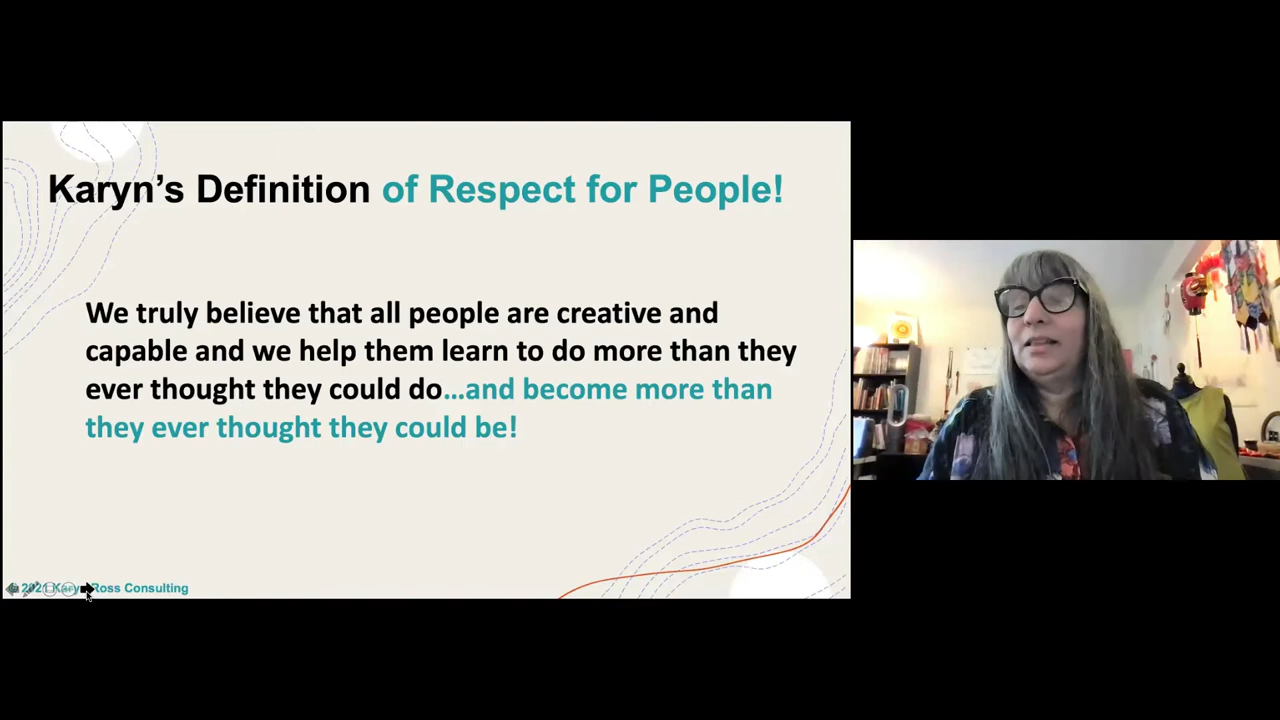 Karyn’s Definition of Respect for People!
We truly believe that all people are creative and
capable and we help them learn to do more than they
ever thought they could do...and become more than
they ever thought they could be!
© 2021 Karyn Ross Consulting